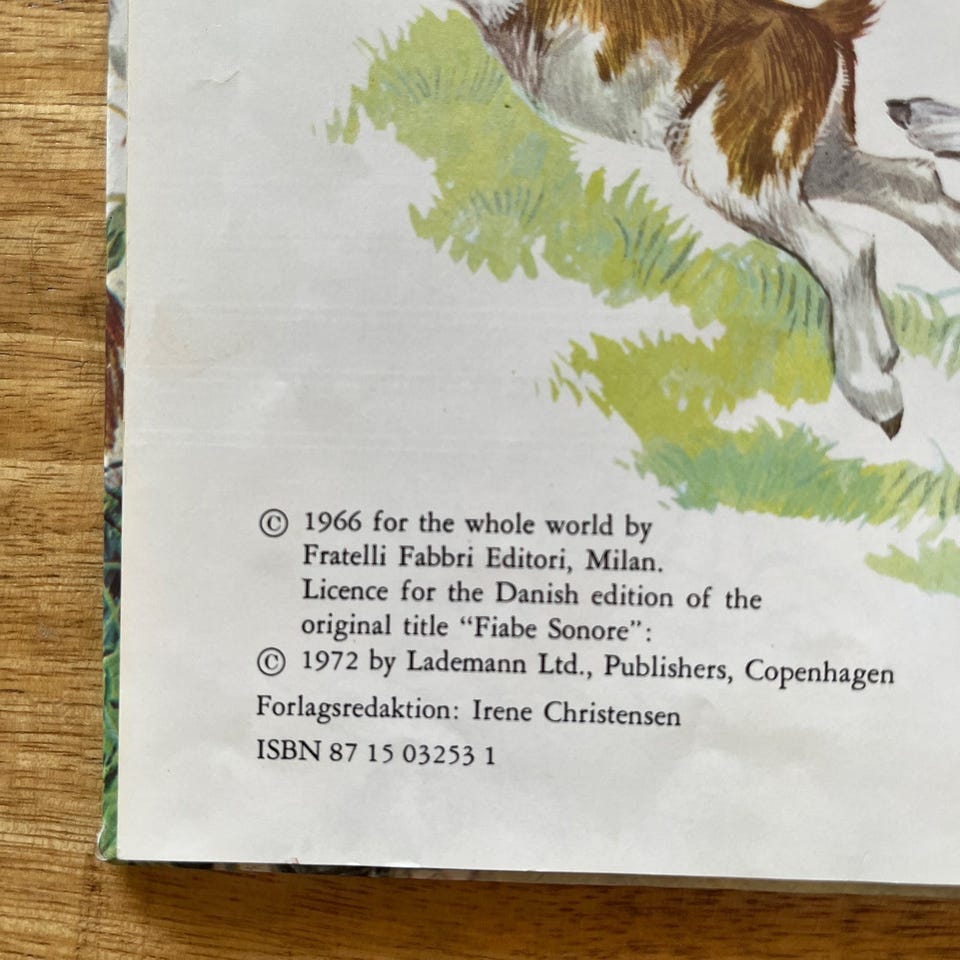 © 1966 for the whole world by
Fratelli Fabbri Editori, Milan.
Licence for the Danish edition of the
original title “Fiabe Sonore”:
© 1972 by Lademann Ltd., Publishers, Copenhagen
Forlagsredaktion: Irene Christensen
ISBN 87 15 03253 1